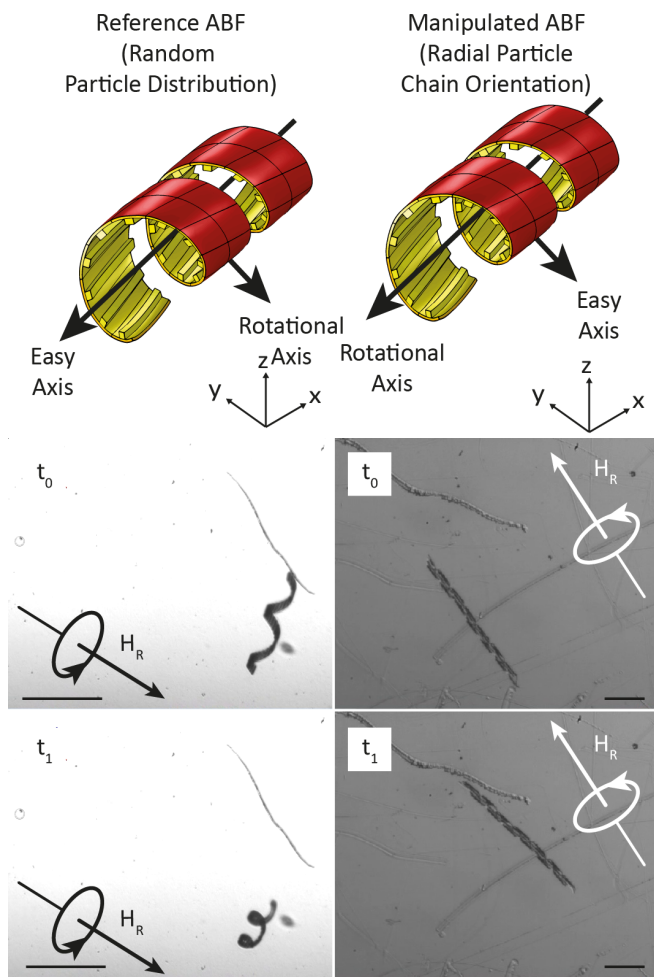 Reference ABF
(Random
Particle Distribution)
Manipulated ABF
(Radial Particle
Chain Orientation)
Easy
Axis
Rotational
Axis
z
y
x
Rotational
Axis
Easy
Axis
z
y
x
t0
HR
t0
HR
t1
HR
t1
HR